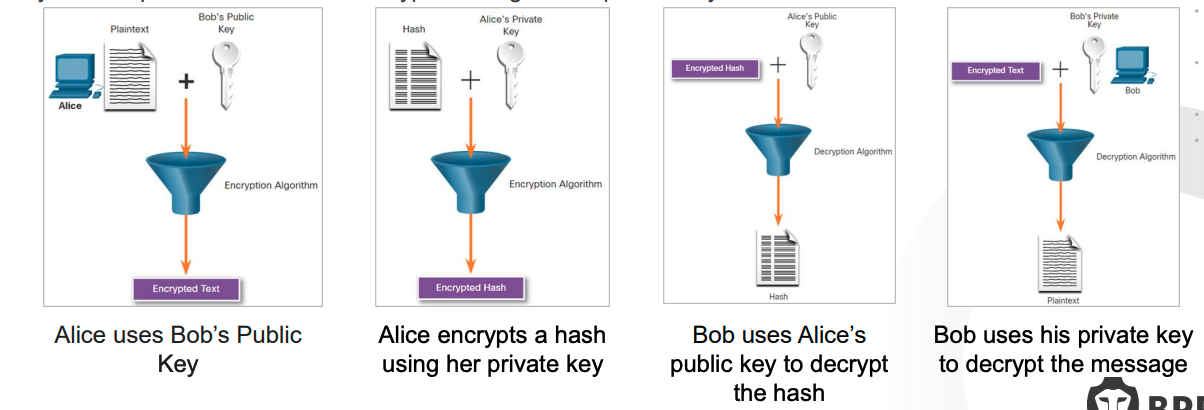 Plaintext
Bob's Public
Key
Alice
Encryption Algorithm
Encrypted Text
Alice uses Bob's Public
Key
Hash
Alice's Private
Key
Encryption Algorithm
Encrypted Hash
Alice encrypts a hash
using her private key
Alice's Public
Key
Encrypted Hash
Decryption Algorithm
Hash
Bob uses Alice's
public key to decrypt
the hash
Bob's Private
Key
Encrypted Text
Bob
Decryption Algorithm
Plaintext
Bob uses his private key
to decrypt the message